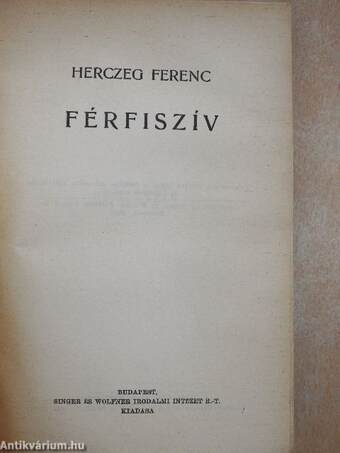 HERCZEG FERENC
FÉRFISZÍV
BUDAPEST,
SINGER ÉS WOLFNER IRODALMI INTÉZET R.-T.
KIADÁSA
Antikvárium.hu